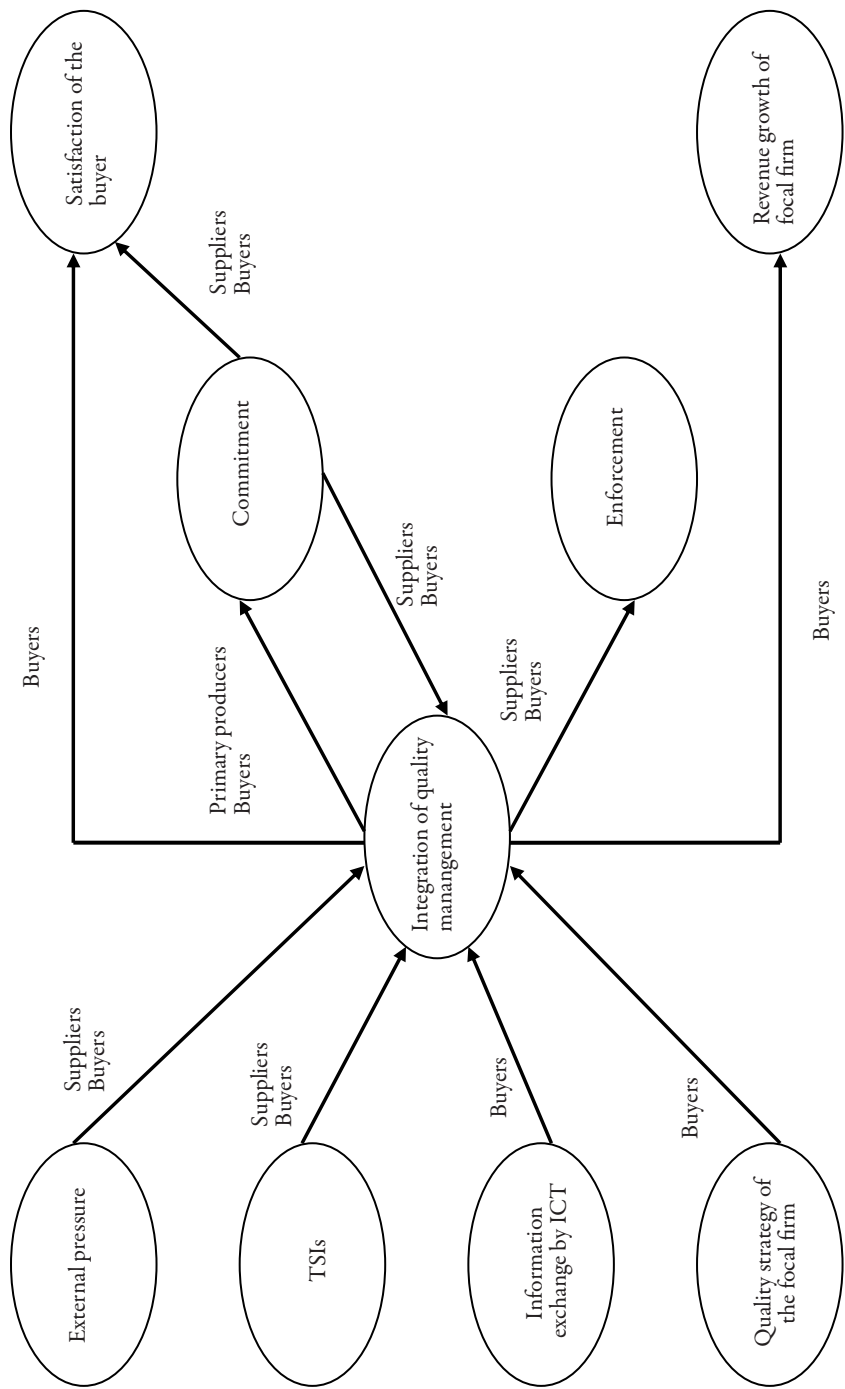 External pressure
Suppliers
Buyers
TSIs
Suppliers
Buyers
Information
exchange by ICT
Buyers
Quality strategy of
the focal firm
Buyers
Integration of quality
manangement
Buyers
Primary producers
Buyers
Suppliers
Buyers
Suppliers
Buyers
Buyers
Commitment
Enforcement
Suppliers
Buyers
Satisfaction of the
buyer
Revenue growth of
focal firm